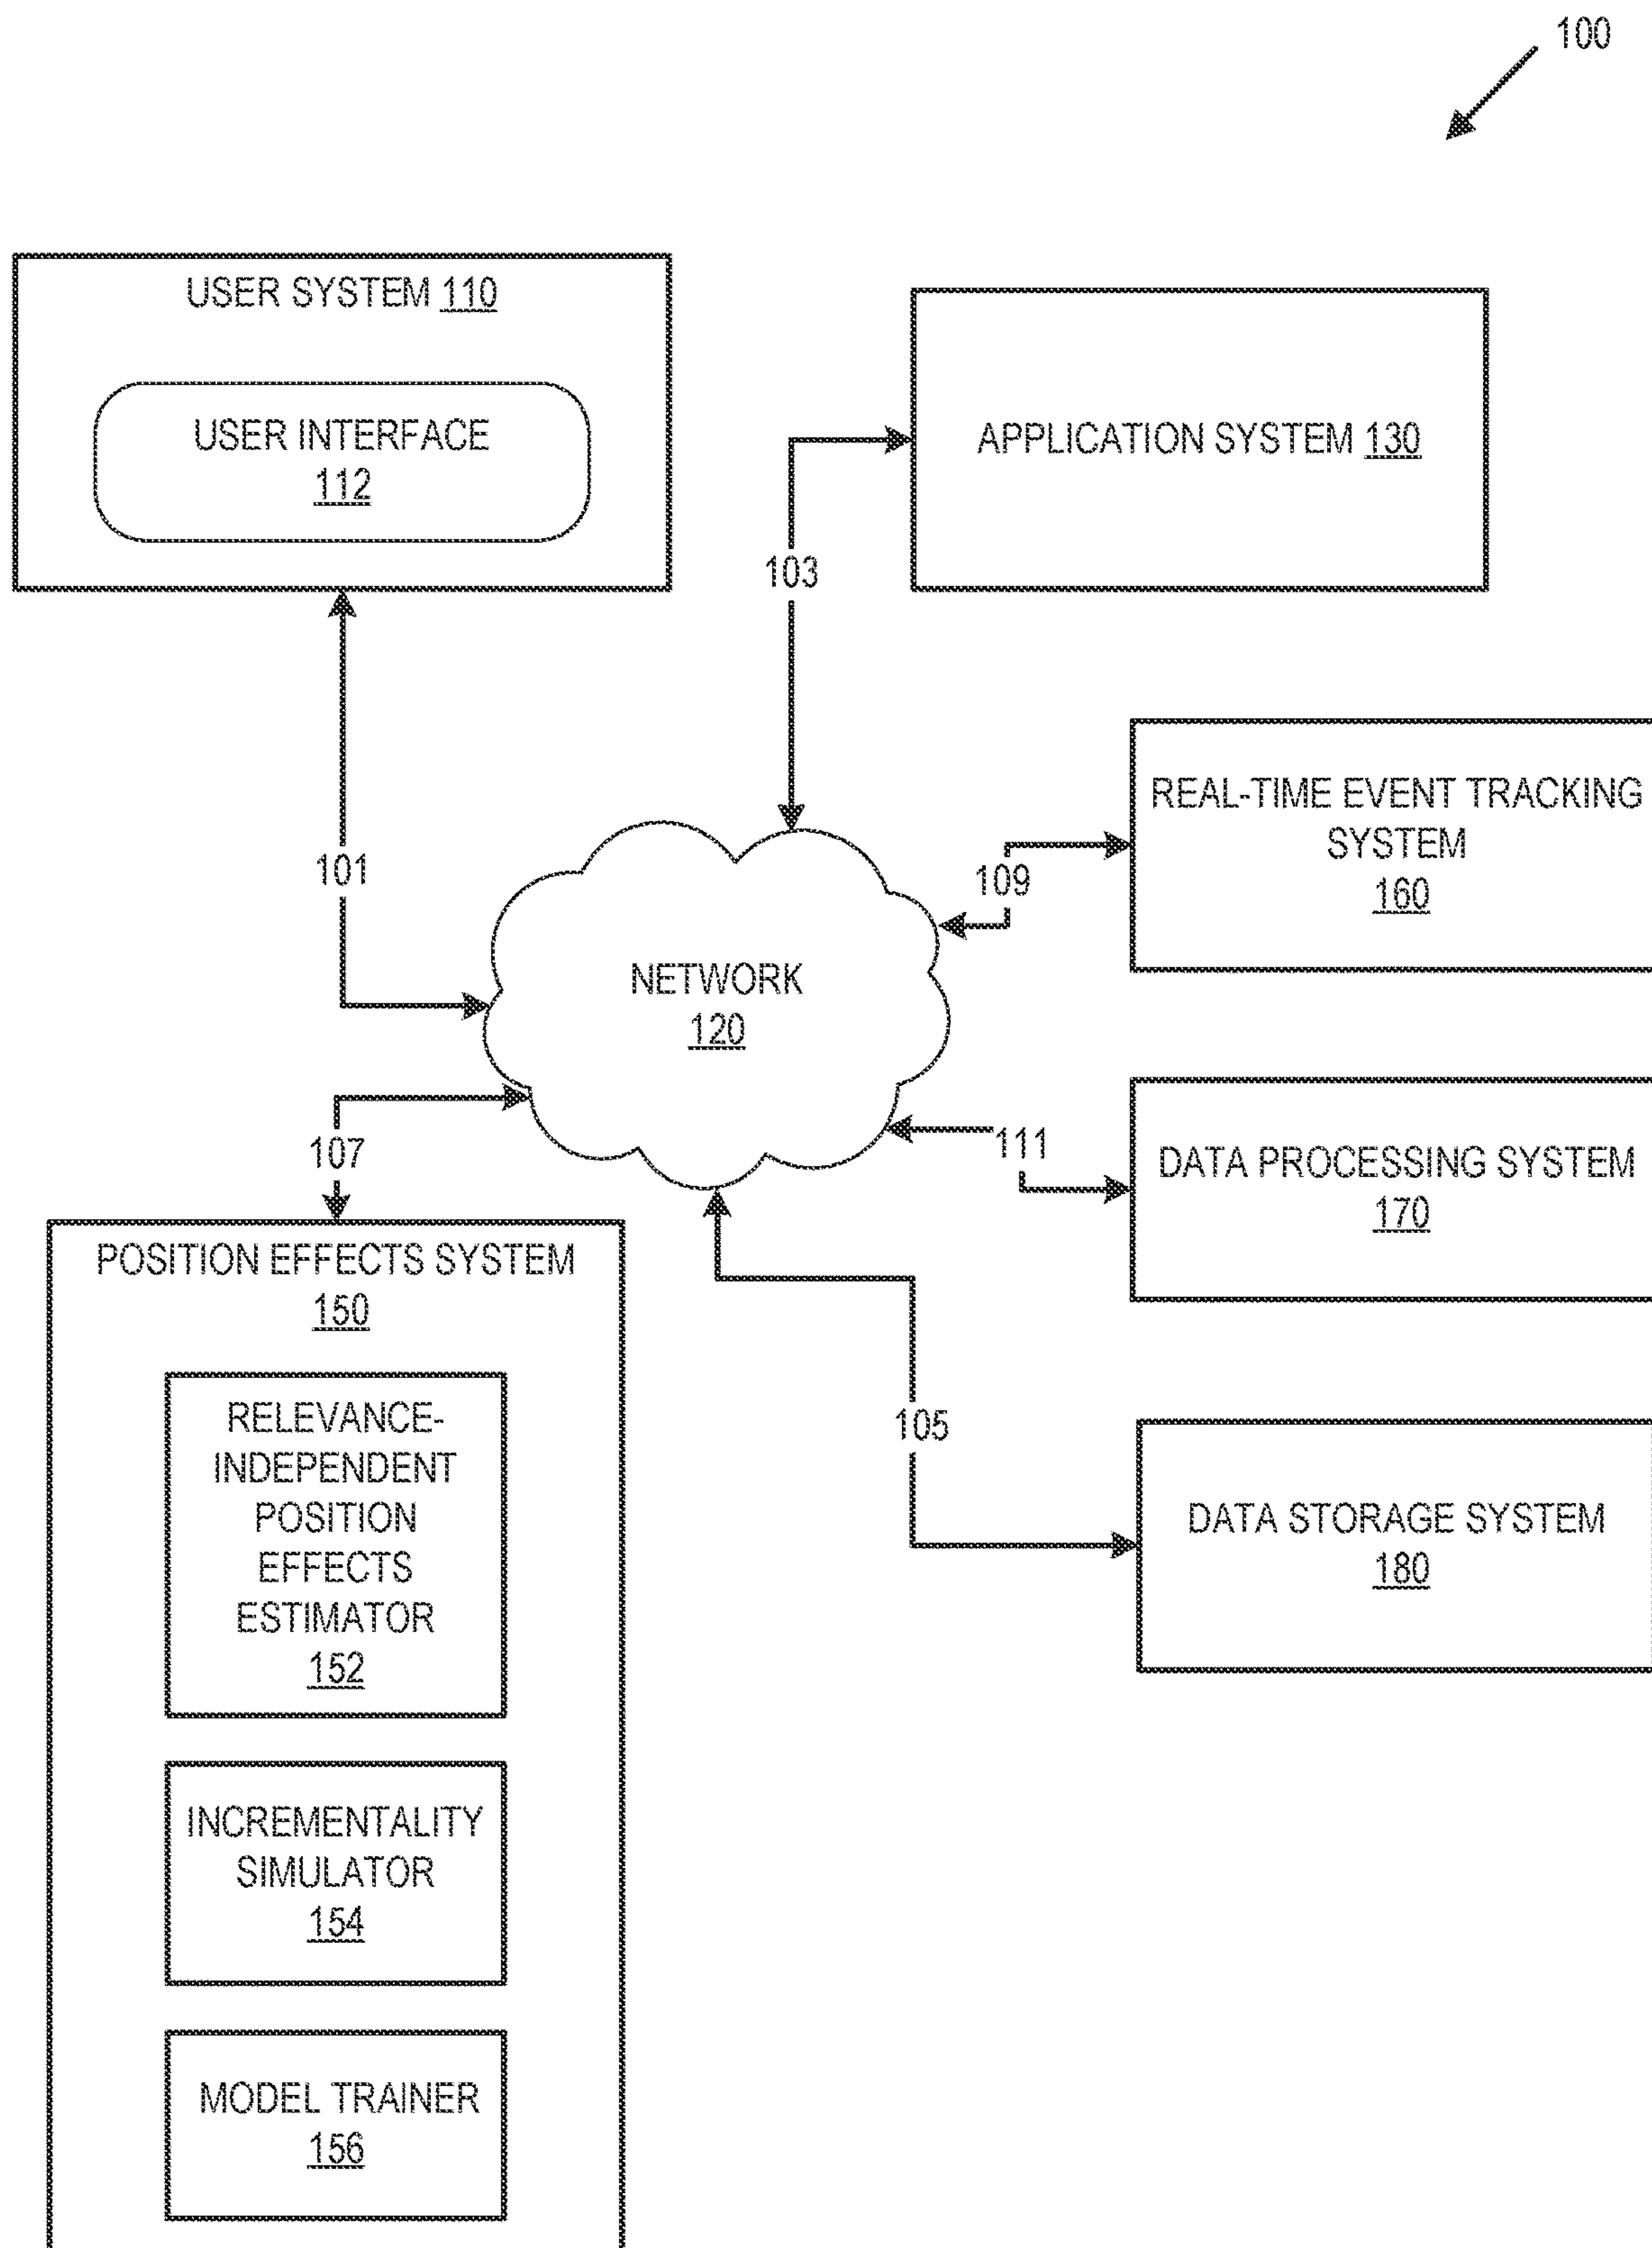 100
USER SYSTEM 110
USER INTERFACE
112
APPLICATION SYSTEM 130
103
101
REAL-TIME EVENT TRACKING
SYSTEM
160
109
NETWORK
120
107
111
DATA PROCESSING SYSTEM
170
POSITION EFFECTS SYSTEM
150
RELEVANCE-
INDEPENDENT
POSITION
EFFECTS
ESTIMATOR
152
105
DATA STORAGE SYSTEM
180
INCREMENTALITY
SIMULATOR
154
MODEL TRAINER
156